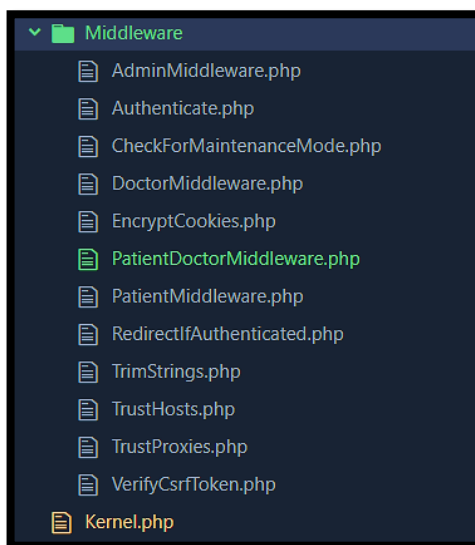 Middleware
AdminMiddleware.php
Authenticate.php
CheckForMaintenanceMode.php
DoctorMiddleware.php
EncryptCookies.php
PatientDoctorMiddleware.php
PatientMiddleware.php
RedirectIfAuthenticated.php
TrimStrings.php
TrustHosts.php
TrustProxies.php
VerifyCsrfToken.php
Kernel.php